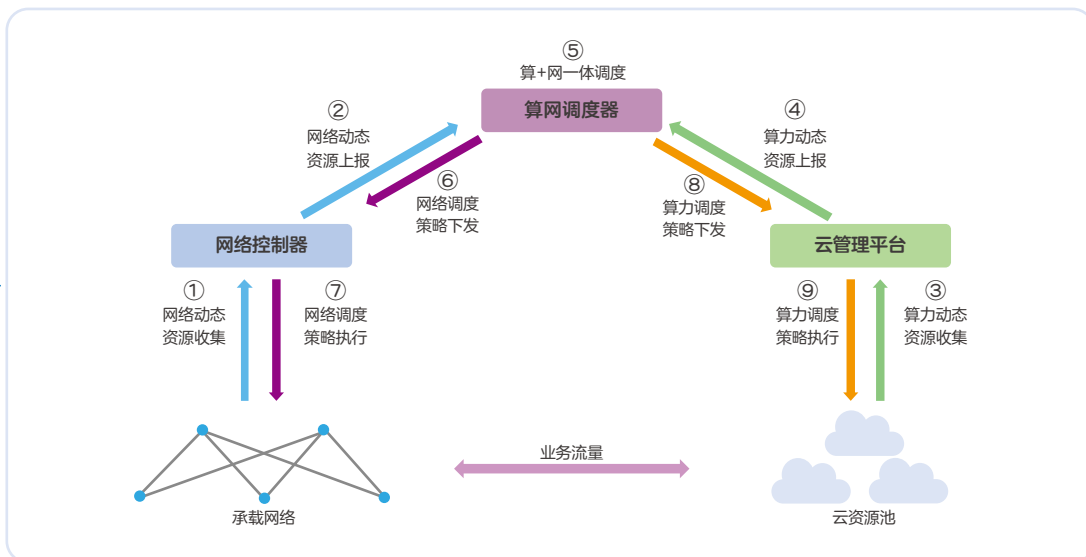 ⑤
算+网一体调度
算网调度器
②
网络动态
资源上报
④
算力动态
资源上报
⑥
网络调度
策略下发
⑧
算力调度
策略下发
网络控制器
云管理平台
①
网络动态
资源收集
⑦
网络调度
策略执行
⑨
算力调度
策略执行
③
算力动态
资源收集
业务流量
承载网络
云资源池